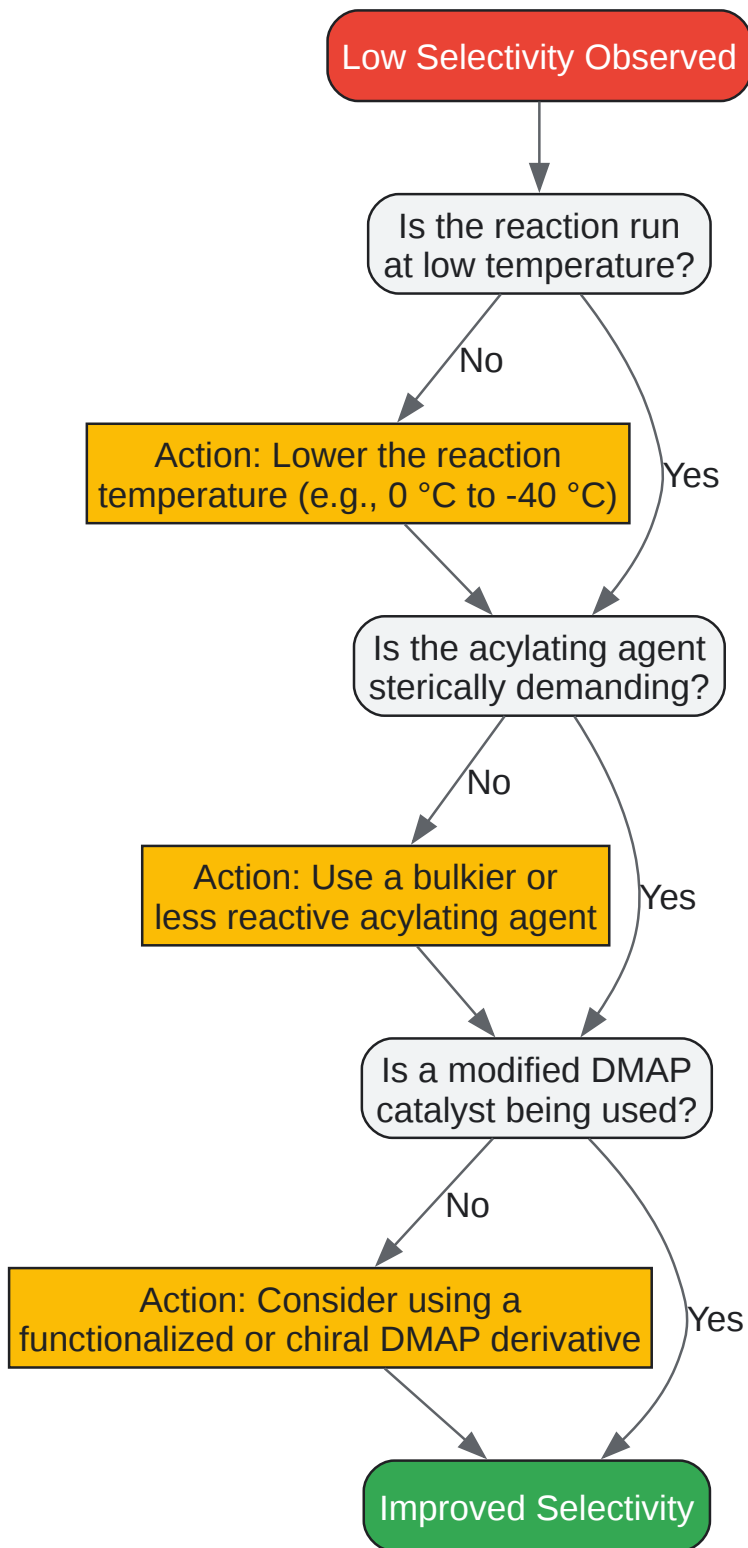 Low Selectivity Observed
Is the reaction run
at low temperature?
No
Action: Lower the reaction
temperature (e.g., 0 °C to -40 °C)
Yes
Is the acylating agent
sterically demanding?
No
Action: Use a bulkier or
less reactive acylating agent
Yes
Is a modified DMAP
catalyst being used?
No
Action: Consider using a
functionalized or chiral DMAP derivative
Yes
Improved Selectivity